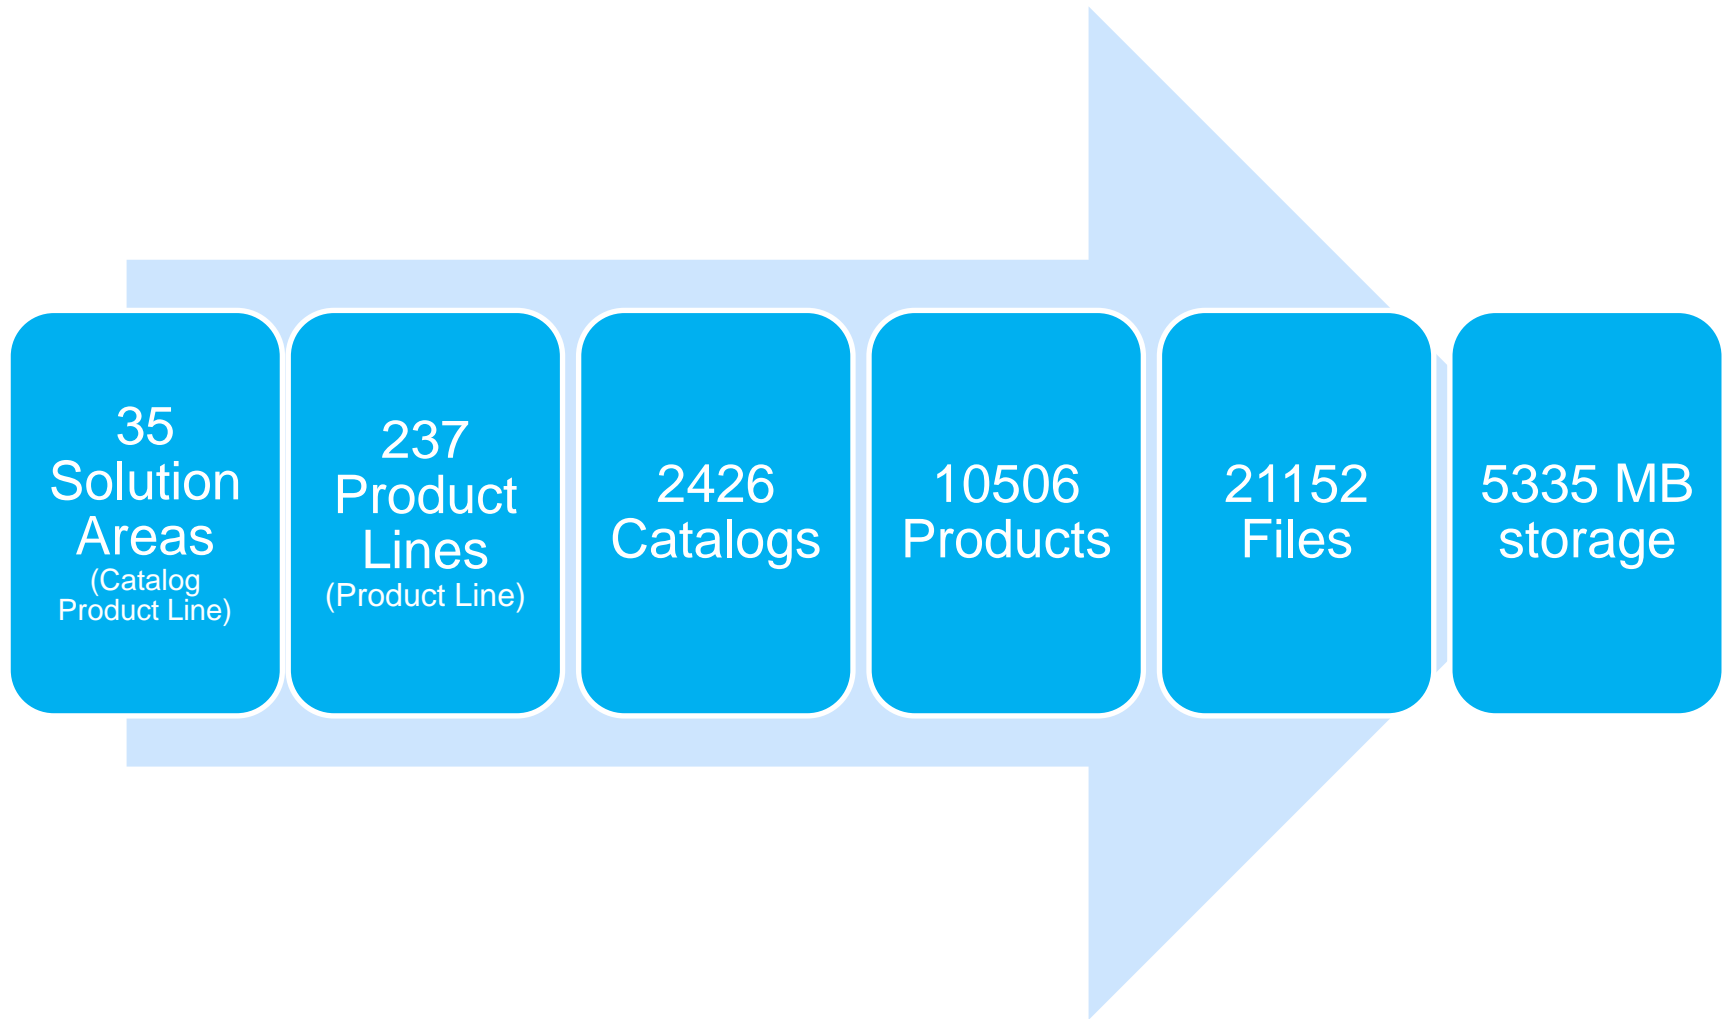 35
Solution
Areas
(Catalog
Product Line)
237
Product
Lines
(Product Line)
2426
Catalogs
10506
Products
21152
Files
5335 MB
storage